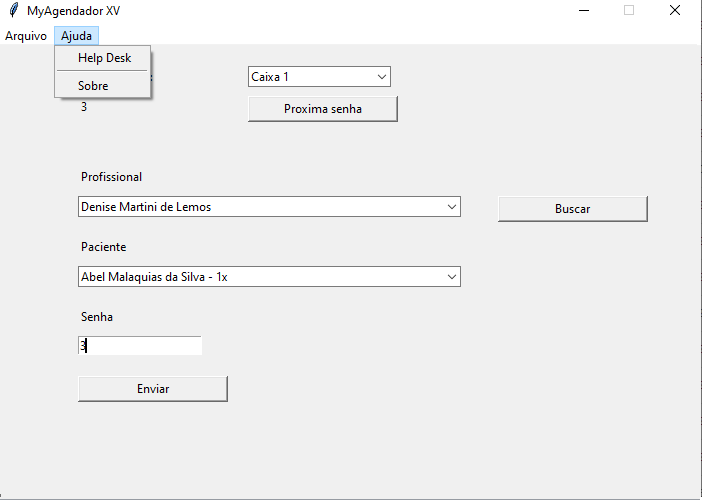 MyAgendador XV
Arquivo Ajuda
Help Desk
Sobre
Caixa 1
3
Proxima senha
Profissional
Denise Martini de Lemos
Buscar
Paciente
Abel Malaquias da Silva - 1x
Senha
3
Enviar